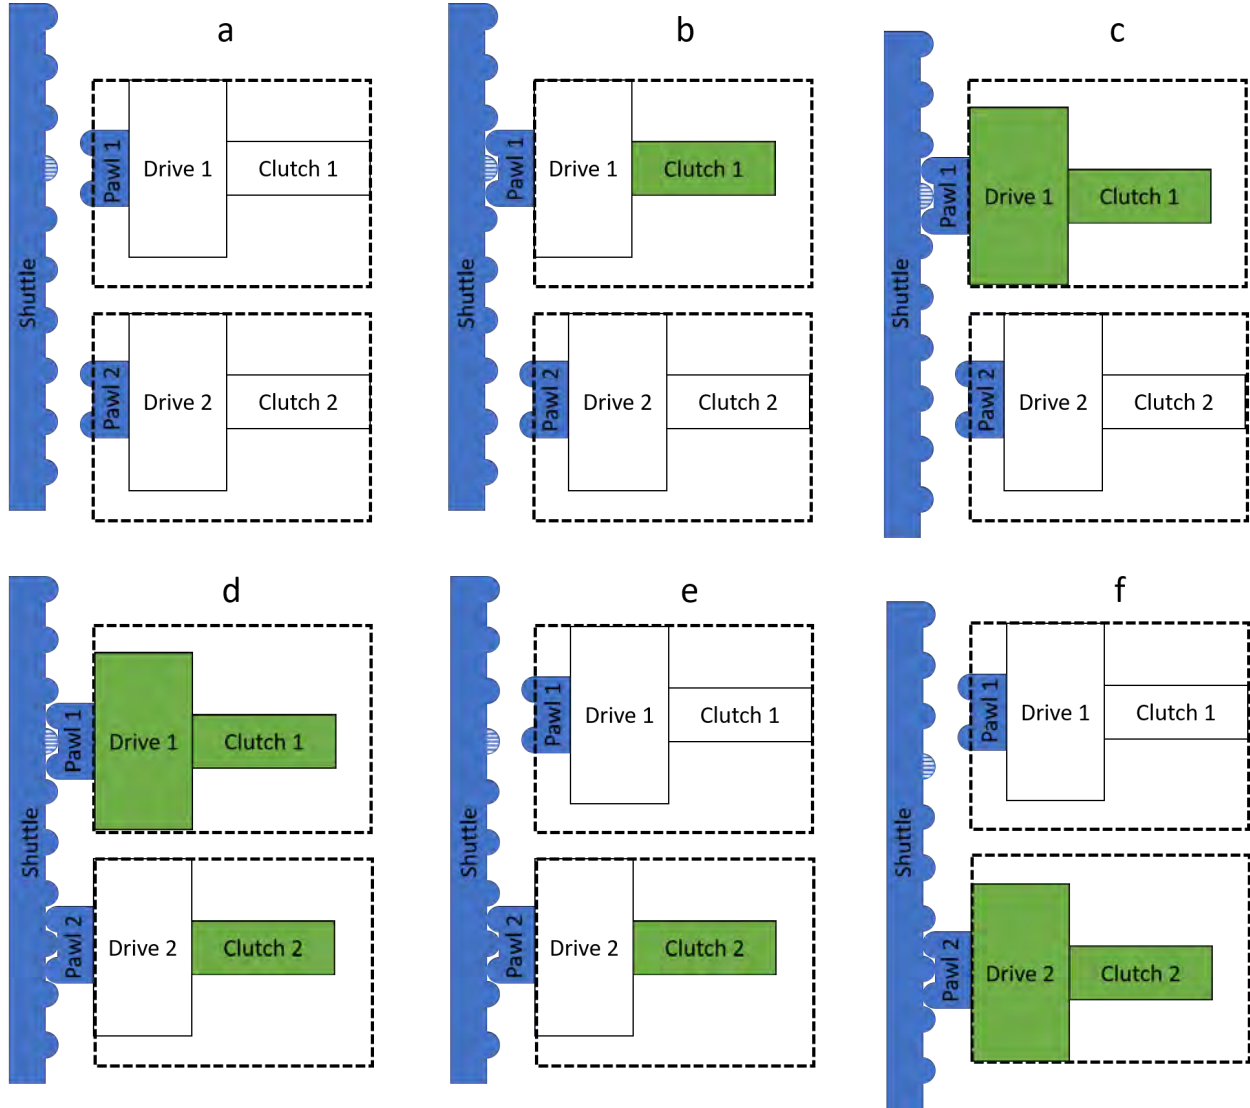 a
Shuttle
Pawl 1
Drive 1
Clutch 1
Pawl 2
Drive 2
Clutch 2
b
Shuttle
Pawl 1
Drive 1
Clutch 1
Pawl 2
Drive 2
Clutch 2
c
Shuttle
Pawl 1
Drive 1
Clutch 1
Pawl 2
Drive 2
Clutch 2
d
Shuttle
Pawl 1
Drive 1
Clutch 1
Pawl 2
Drive 2
Clutch 2
e
Shuttle
Pawl 1
Drive 1
Clutch 1
Pawl 2
Drive 2
Clutch 2
f
Shuttle
Pawl 1
Drive 1
Clutch 1
Pawl 2
Drive 2
Clutch 2